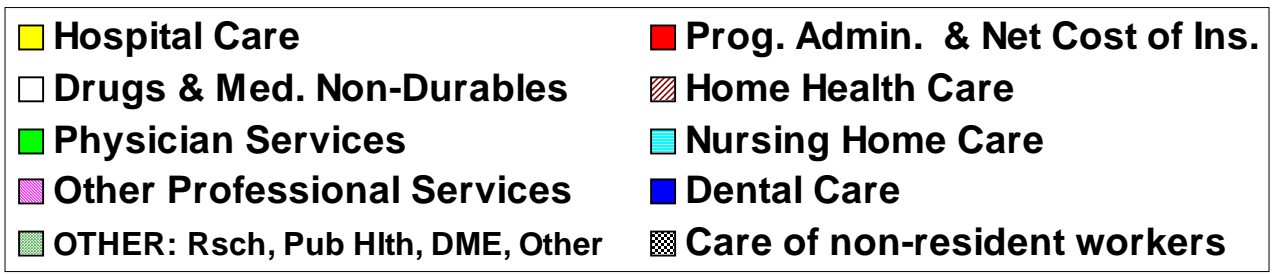 Hospital Care Prog. Admin. & Net Cost of Ins.
Drugs & Med. Non-Durables Home Health Care
Physician Services Nursing Home Care
Other Professional Services Dental Care
OTHER: Rsch, Pub Hlth, DME, Other Care of non-resident workers